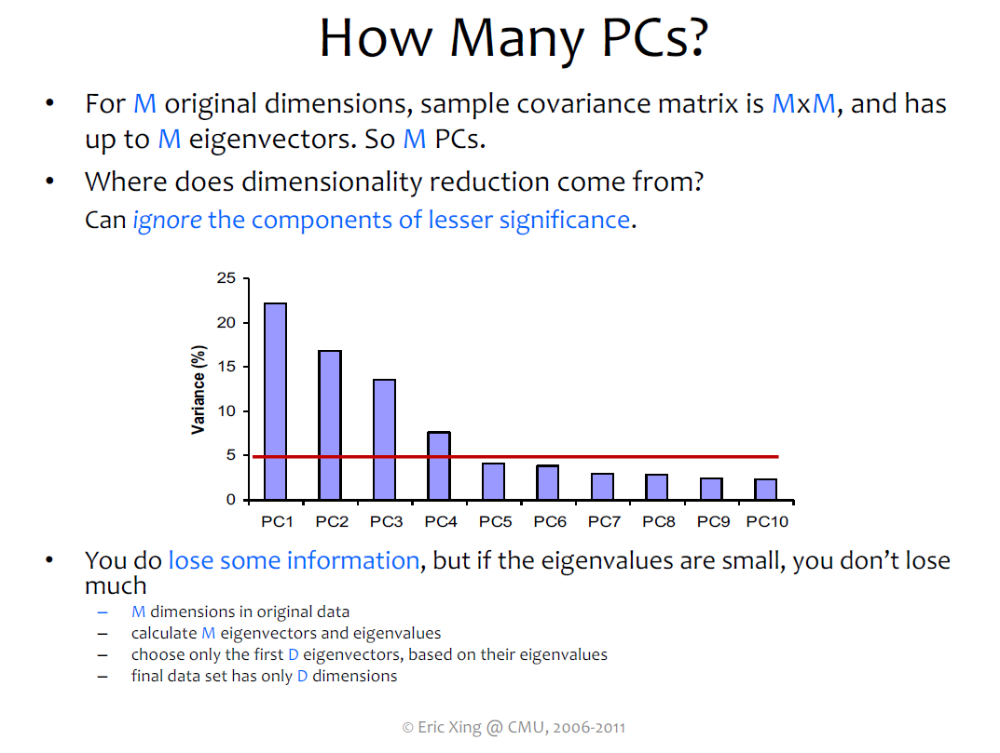 How Many PCs?
• For M original dimensions, sample covariance matrix is MxM, and has
up to M eigenvectors. So M PCs.
• Where does dimensionality reduction come from?
Can ignore the components of lesser significance.
25
20
15
10
5
0
Variance (%)
PC1 PC2 PC3 PC4 PC5 PC6 PC7 PC8 PC9 PC10
• You do lose some information, but if the eigenvalues are small, you don’t lose
much
– M dimensions in original data
– calculate M eigenvectors and eigenvalues
– choose only the first D eigenvectors, based on their eigenvalues
– final data set has only D dimensions
© Eric Xing @ CMU, 2006-2011